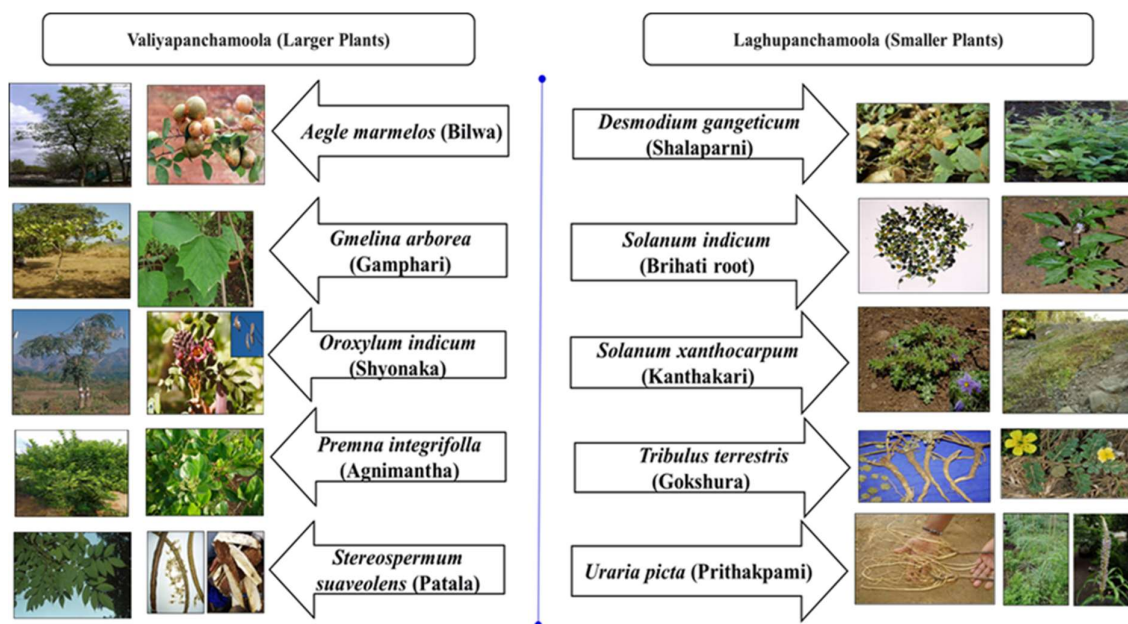 Valiyapanchamoola (Larger Plants)
Aegle marmelos (Bilwa)
Gmelina arborea
(Gamphari)
Oroxylum indicum
(Shyonaka)
Premna integrifolla
(Agnimantha)
Stereospermum
suaveolens (Patala)
Laghupanchamoola (Smaller Plants)
Desmodium gangeticum
(Shalaparni)
Solanum indicum
(Brihati root)
Solanum xanthocarpum
(Kanthakari)
Tribulus terrestris
(Gokshura)
Uraria picta (Prithakpami)